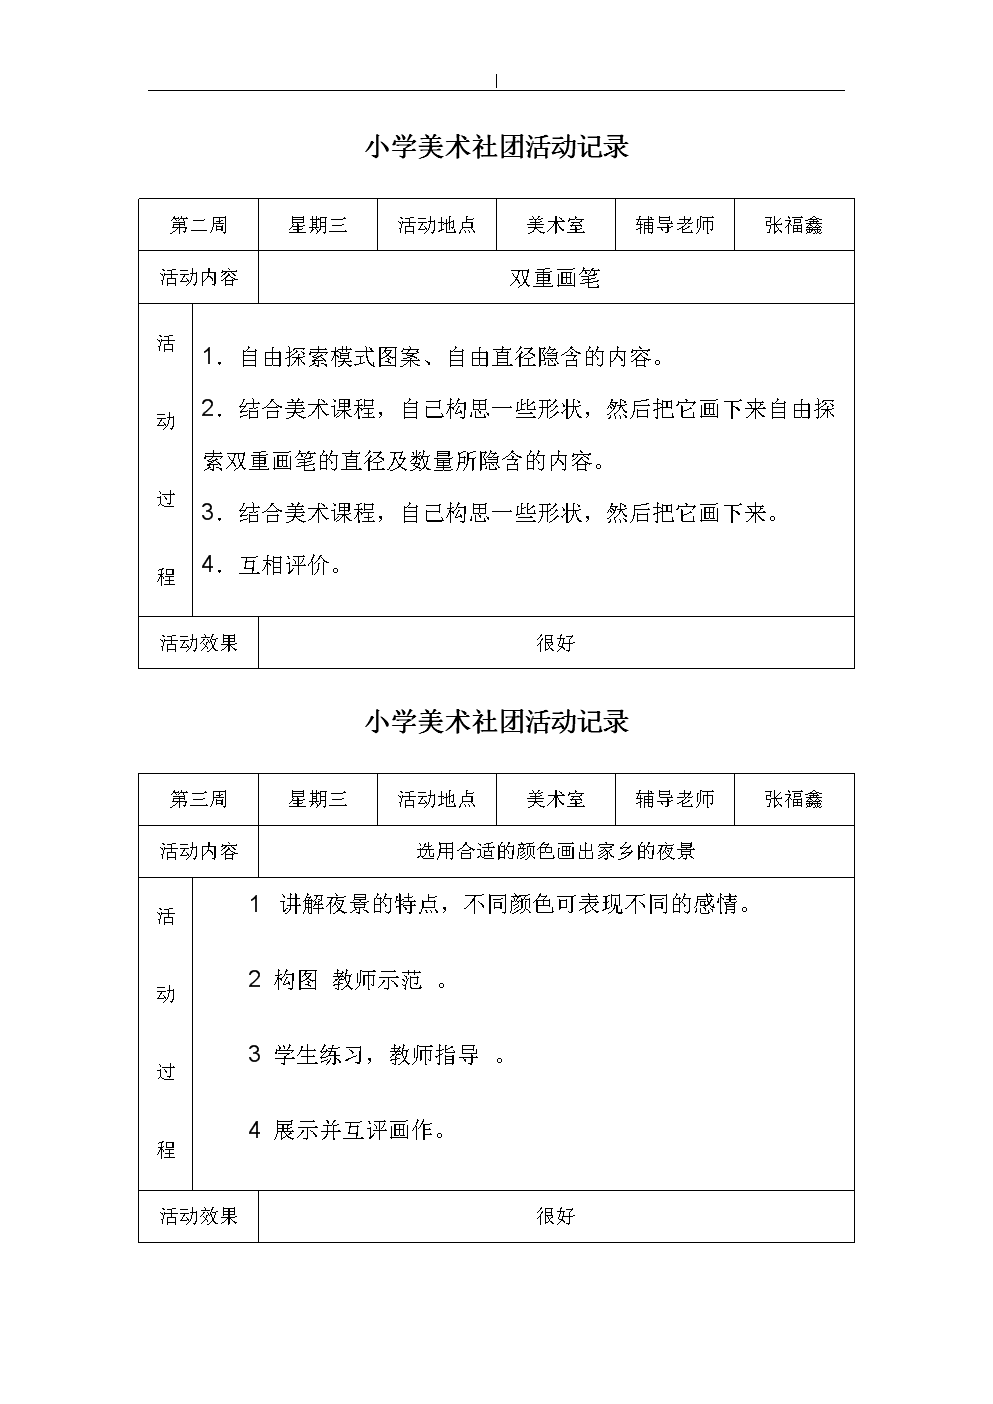 小学美术社团活动记录
第二周 星期三 活动地点 美术室 辅导老师 张福鑫
活动内容 双重画笔
活动过程
1．自由探索模式图案、自由直径隐含的内容。
2．结合美术课程，自己构思一些形状，然后把它画下来自由探
索双重画笔的直径及数量所隐含的内容。
3．结合美术课程，自己构思一些形状，然后把它画下来。
4．互相评价。
活动效果 很好
小学美术社团活动记录
第三周 星期三 活动地点 美术室 辅导老师 张福鑫
活动内容 选用合适的颜色画出家乡的夜景
活动过程
1 讲解夜景的特点，不同颜色可表现不同的感情。
2 构图 教师示范 。
3 学生练习，教师指导 。
4 展示并互评画作。
活动效果 很好